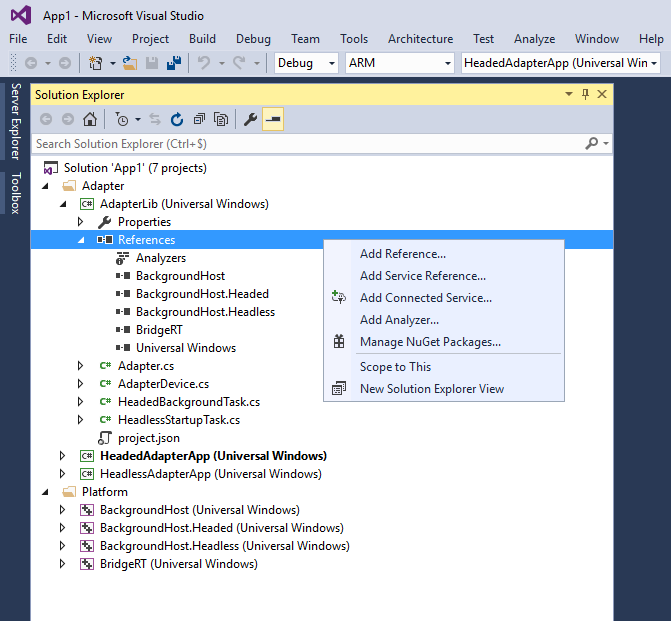 App1 - Microsoft Visual Studio
File Edit View Project Build Debug Team Tools Architecture Test Analyze Window Help
Debug ARM HeadedAdapterApp (Universal Win
Server Explorer
Toolbox
Solution Explorer
Search Solution Explorer (Ctrl+$)
Solution 'App1' (7 projects)
Adapter
AdapterLib (Universal Windows)
Properties
References
Analyzers
BackgroundHost
BackgroundHost.Headed
BackgroundHost.Headless
BridgeRT
Universal Windows
Adapter.cs
AdapterDevice.cs
HeadedBackgroundTask.cs
HeadlessStartupTask.cs
project.json
HeadedAdapterApp (Universal Windows)
HeadlessAdapterApp (Universal Windows)
Platform
BackgroundHost (Universal Windows)
BackgroundHost.Headed (Universal Windows)
BackgroundHost.Headless (Universal Windows)
BridgeRT (Universal Windows)
Add Reference...
Add Service Reference...
Add Connected Service...
Add Analyzer...
Manage NuGet Packages...
Scope to This
New Solution Explorer View